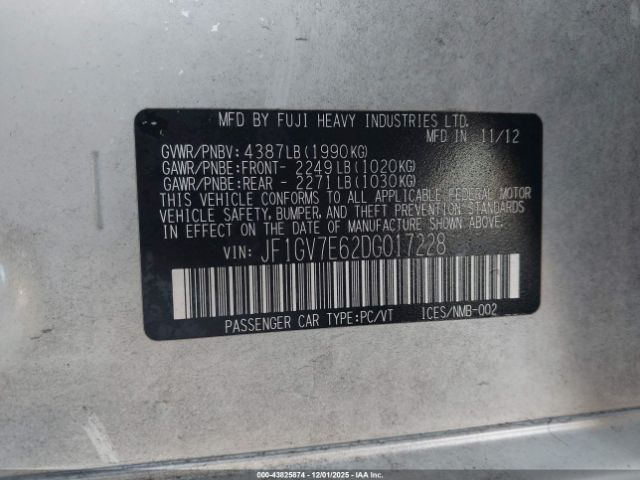 MFD BY FUJI HEAVY INDUSTRIES LTD.
MFD IN 11/12
GVWR/PNBV: 4387LB(1990KG)
GAWR/PNBE:FRONT- 2249LB(1020KG)
GAWR/PNBE:REAR - 2271LB(1030KG)
THIS VEHICLE CONFORMS TO ALL APPLICABLE FEDERAL MOTOR
VEHICLE SAFETY, BUMPER, AND THEFT PREVENTION STANDARDS
IN EFFECT ON THE DATE OF MANUFACTURE SHOWN ABOVE.
VIN: JF1GV7E62DG017228
PASSENGER CAR TYPE:PC/VT ICES/NMB-002
© Stock No: 43825874 | 12/01/2025 | IAA Inc.